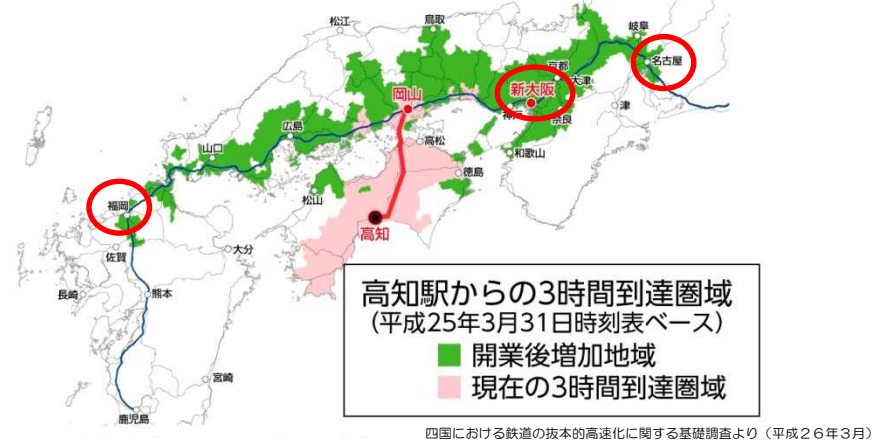 松江
鳥取
岐阜
名古屋
京都
大津
新大阪
岡山
神戸
津
奈良
広島
高松
和歌山
山口
徳島
松山
福岡
高知
佐賀
大分
長崎
熊本
宮崎
鹿児島
高知駅からの3時間到達圏域
(平成25年3月31日時刻表ベース)
開業後増加地域
現在の3時間到達圏域
四国における鉄道の抜本的高速化に関する基礎調査より（平成２６年３月）